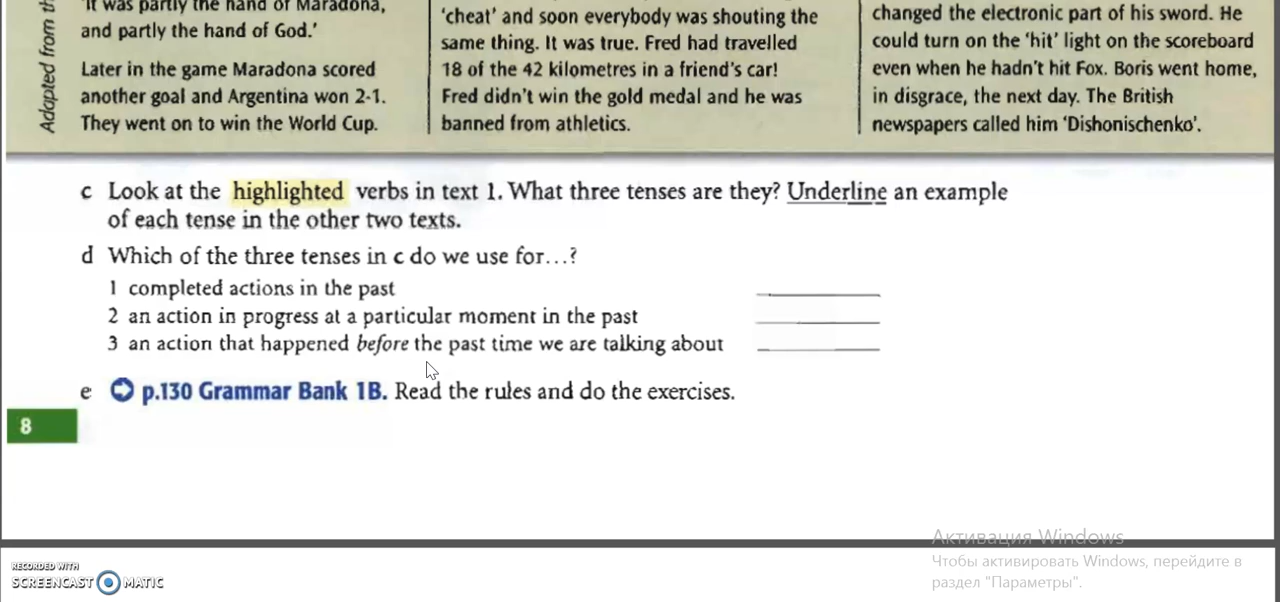 Adapted from th
'It was partly the hand of Maradona,
and partly the hand of God.'
Later in the game Maradona scored
another goal and Argentina won 2-1.
They went on to win the World Cup.
'cheat' and soon everybody was shouting the
same thing. It was true. Fred had travelled
18 of the 42 kilometres in a friend's car!
Fred didn't win the gold medal and he was
banned from athletics.
changed the electronic part of his sword. He
could turn on the 'hit' light on the scoreboard
even when he hadn't hit Fox. Boris went home,
in disgrace, the next day. The British
newspapers called him 'Dishonischenko'.
c Look at the highlighted verbs in text 1. What three tenses are they? Underline an example
of each tense in the other two texts.
d Which of the three tenses in c do we use for...?
1 completed actions in the past
2 an action in progress at a particular moment in the past
3 an action that happened before the past time we are talking about
e p.130 Grammar Bank 1B. Read the rules and do the exercises.
8
Активация Windows
Чтобы активировать Windows, перейдите в
раздел "Параметры".
RECORDED WITH
SCREENCAST MATIC